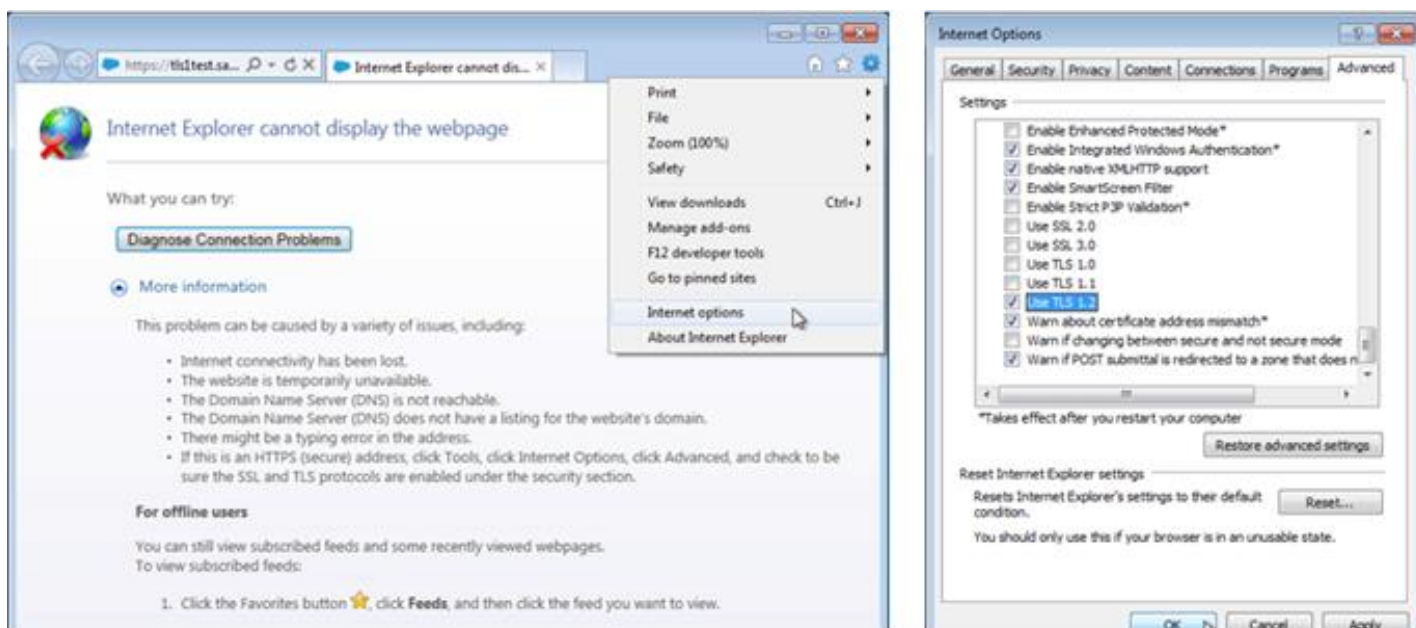 https://tls1test.sa...
Internet Explorer cannot dis...
Internet Explorer cannot display the webpage
What you can try:
Diagnose Connection Problems
More information
This problem can be caused by a variety of issues, including:
• Internet connectivity has been lost.
• The website is temporarily unavailable.
• The Domain Name Server (DNS) is not reachable.
• The Domain Name Server (DNS) does not have a listing for the website's domain.
• There might be a typing error in the address.
• If this is an HTTPS (secure) address, click Tools, click Internet Options, click Advanced, and check to be
sure the SSL and TLS protocols are enabled under the security section.
For offline users
You can still view subscribed feeds and some recently viewed webpages.
To view subscribed feeds:
1. Click the Favorites button , click Feeds, and then click the feed you want to view.
Print
File
Zoom (100%)
Safety
View downloads Ctrl+J
Manage add-ons
F12 developer tools
Go to pinned sites
Internet options
About Internet Explorer
Internet Options
General Security Privacy Content Connections Programs Advanced
Settings
Enable Enhanced Protected Mode*
Enable Integrated Windows Authentication*
Enable native XMLHTTP support
Enable SmartScreen Filter
Enable Strict P3P Validation*
Use SSL 2.0
Use SSL 3.0
Use TLS 1.0
Use TLS 1.1
Use TLS 1.2
Warn about certificate address mismatch*
Warn if changing between secure and not secure mode
Warn if POST submittal is redirected to a zone that does n
*Takes effect after you restart your computer
Restore advanced settings
Reset Internet Explorer settings
Resets Internet Explorer's settings to their default
condition.
Reset...
You should only use this if your browser is in an unusable state.
OK Cancel Apply